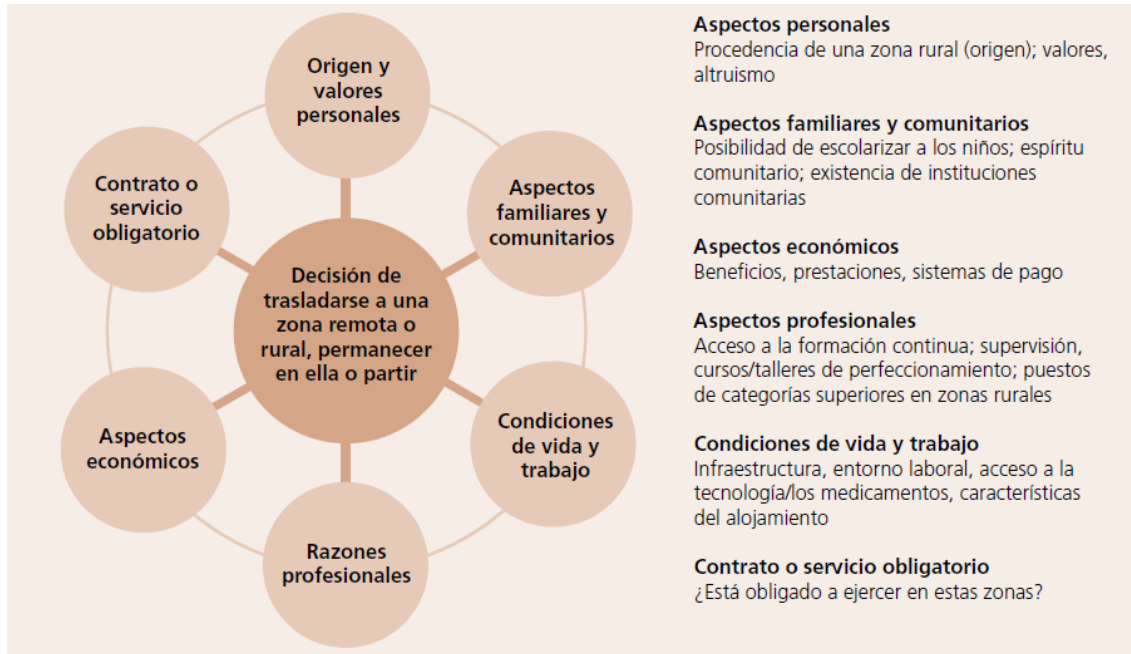 Origen y
valores
personales
Aspectos
familiares y
comunitarios
Condiciones
de vida y
trabajo
Razones
profesionales
Aspectos
económicos
Contrato o
servicio
obligatorio
Decisión de
trasladarse a una
zona remota o
rural, permanecer
en ella o partir
Aspectos personales
Procedencia de una zona rural (origen); valores,
altruismo
Aspectos familiares y comunitarios
Posibilidad de escolarizar a los niños; espíritu
comunitario; existencia de instituciones
comunitarias
Aspectos económicos
Beneficios, prestaciones, sistemas de pago
Aspectos profesionales
Acceso a la formación continua; supervisión,
cursos/talleres de perfeccionamiento; puestos
de categorías superiores en zonas rurales
Condiciones de vida y trabajo
Infraestructura, entorno laboral, acceso a la
tecnología/los medicamentos, características
del alojamiento
Contrato o servicio obligatorio
¿Está obligado a ejercer en estas zonas?